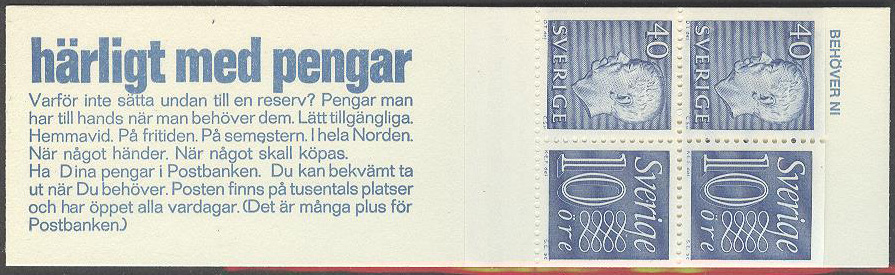 härligt med pengar
Varför inte sätta undan till en reserv? Pengar man
har till hands när man behöver dem. Lätt tillgängliga.
Hemmavid. På fritiden. På semestern. I hela Norden.
När något händer. När något skall köpas.
Ha Dina pengar i Postbanken. Du kan bekvämt ta
ut när Du behöver. Posten finns på tusentals platser
och har öppet alla vardagar. (Det är många plus för
Postbanken.)
SVERIGE
40
SVERIGE
40
Sverige
10
öre
Sverige
10
öre
BEHÖVER NI